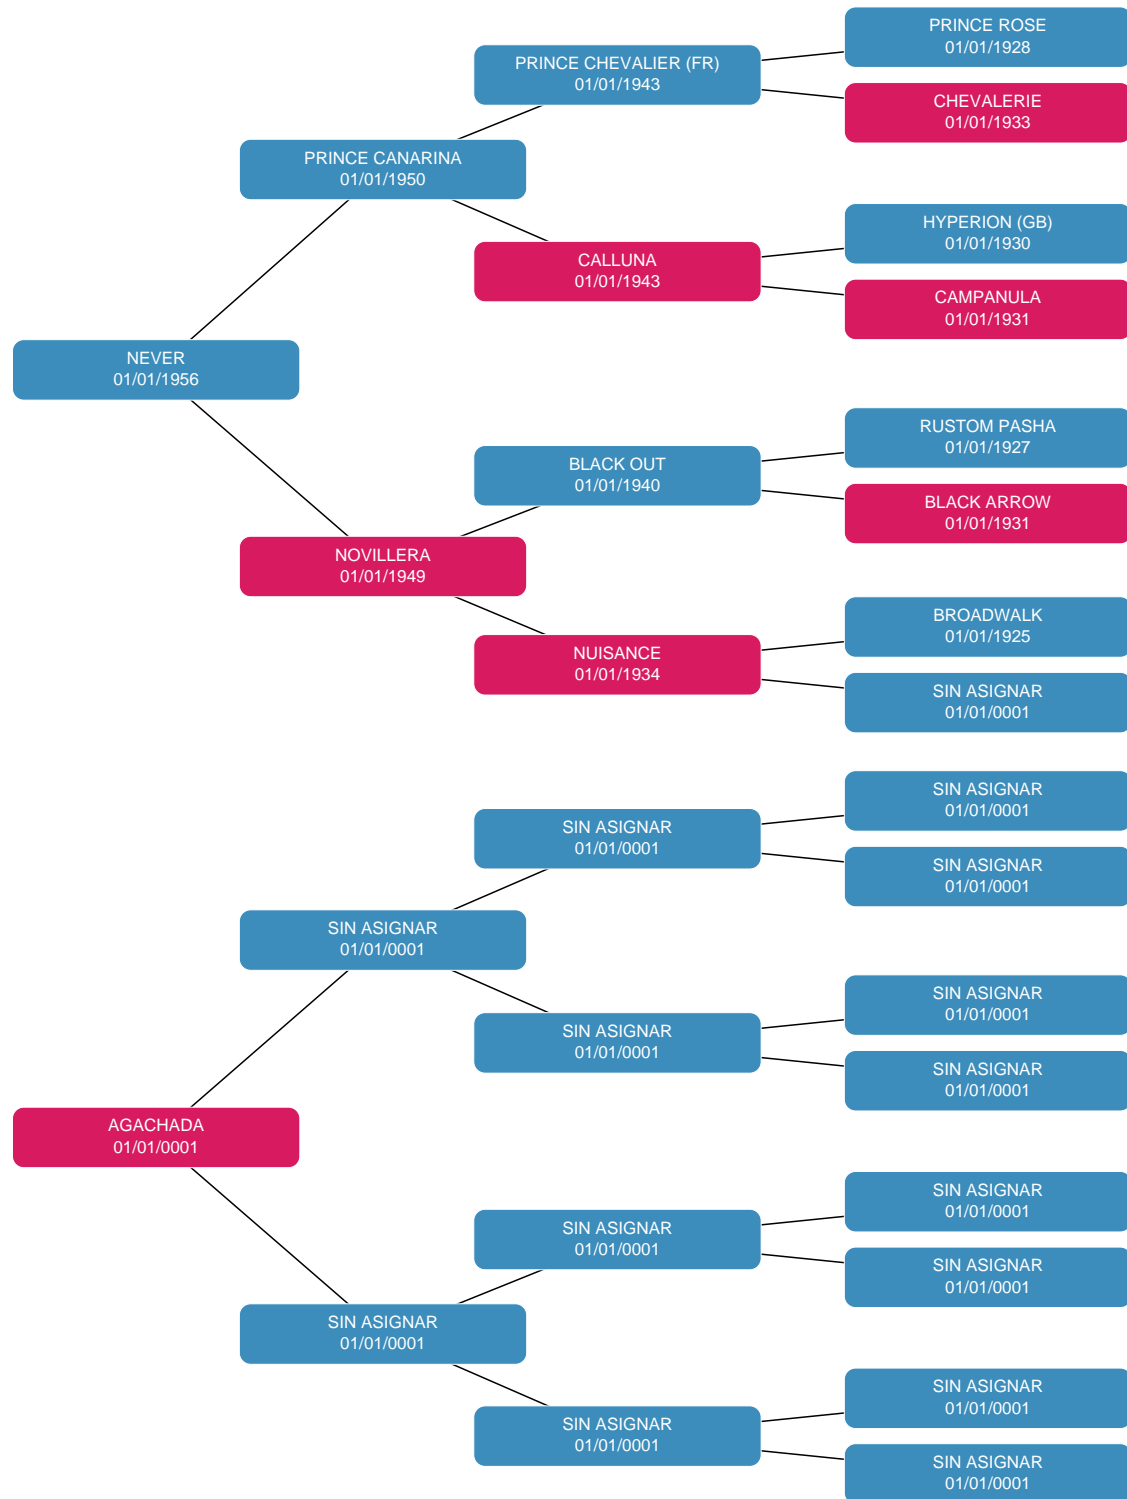 PRINCE ROSE
01/01/1928
PRINCE CHEVALIER (FR)
01/01/1943
CHEVALERIE
01/01/1933
PRINCE CANARINA
01/01/1950
HYPERION (GB)
01/01/1930
CALLUNA
01/01/1943
CAMPANULA
01/01/1931
NEVER
01/01/1956
RUSTOM PASHA
01/01/1927
BLACK OUT
01/01/1940
BLACK ARROW
01/01/1931
NOVILLERA
01/01/1949
BROADWALK
01/01/1925
NUISANCE
01/01/1934
SIN ASIGNAR
01/01/0001
SIN ASIGNAR
01/01/0001
SIN ASIGNAR
01/01/0001
SIN ASIGNAR
01/01/0001
SIN ASIGNAR
01/01/0001
SIN ASIGNAR
01/01/0001
SIN ASIGNAR
01/01/0001
SIN ASIGNAR
01/01/0001
AGACHADA
01/01/0001
SIN ASIGNAR
01/01/0001
SIN ASIGNAR
01/01/0001
SIN ASIGNAR
01/01/0001
SIN ASIGNAR
01/01/0001
SIN ASIGNAR
01/01/0001
SIN ASIGNAR
01/01/0001
SIN ASIGNAR
01/01/0001